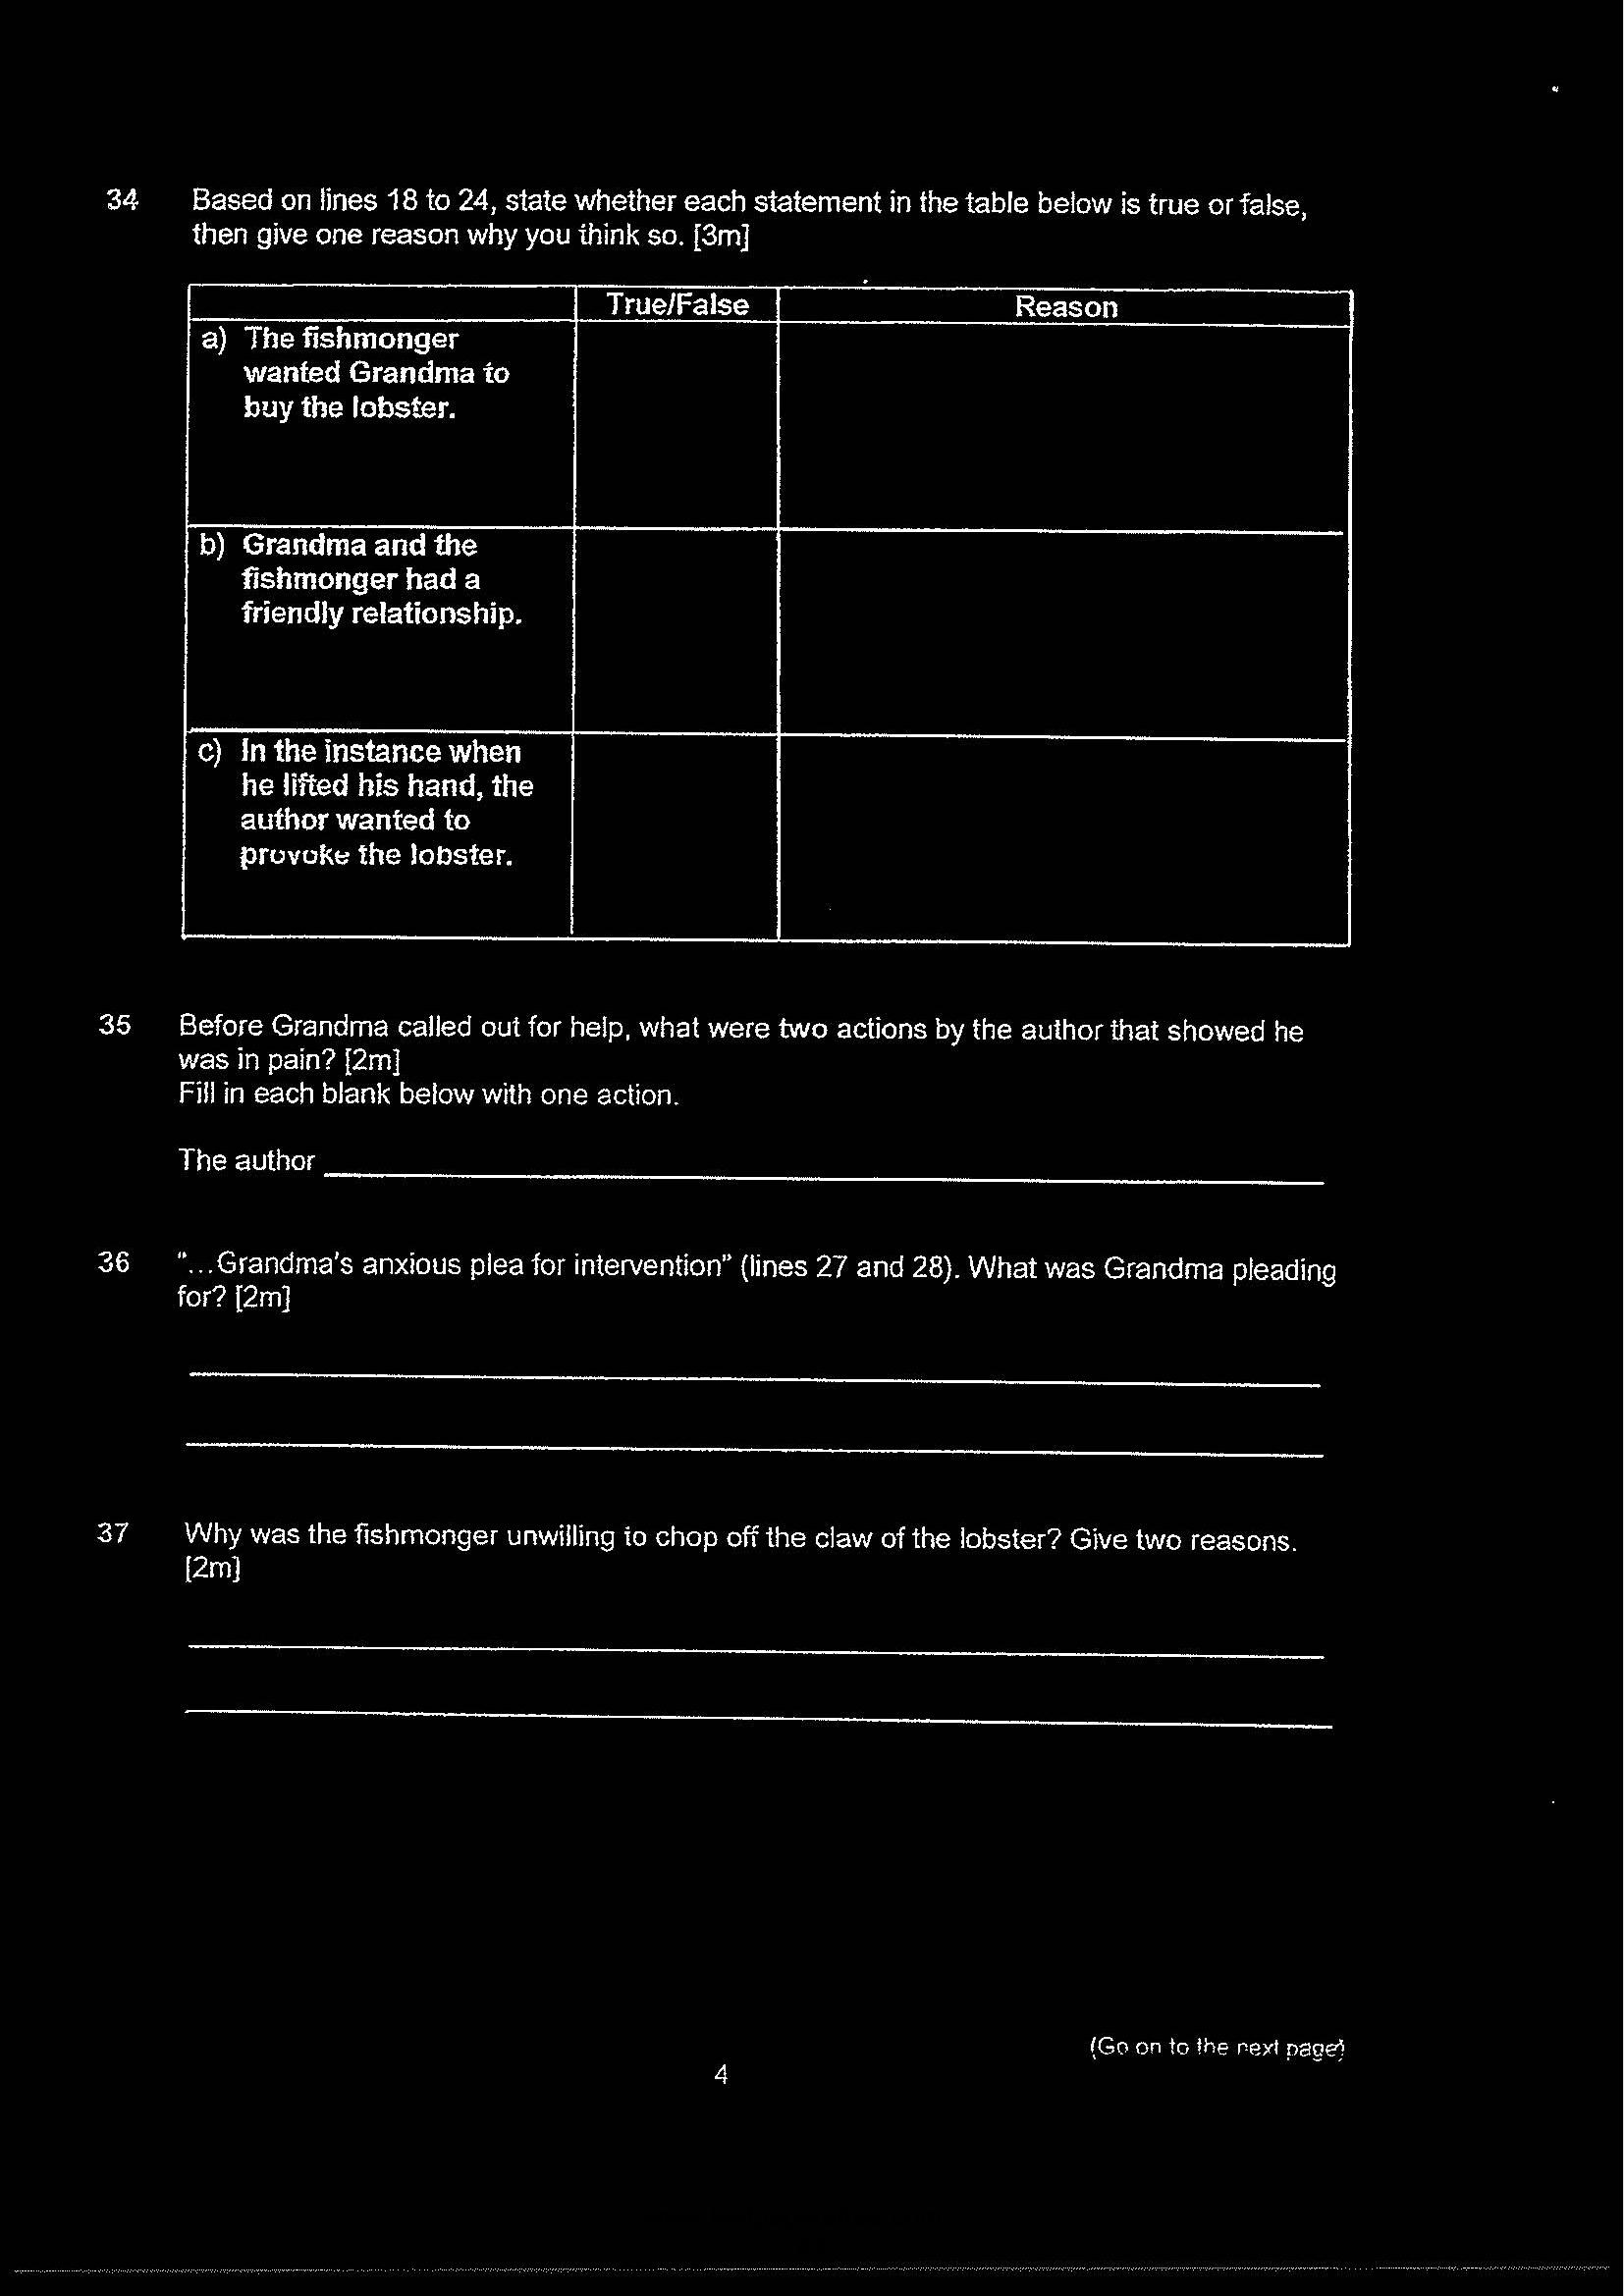 34 Based on lines 18 to 24, state whether each statement in the table below is true or false,
then give one reason why you think so. [3m]
True/False Reason
a) The fishmonger
wanted Grandma to
buy the lobster.
b) Grandma and the
fishmonger had a
friendly relationship.
c) In the instance when
he lifted his hand, the
author wanted to
provoke the lobster.
35 Before Grandma called out for help, what were two actions by the author that showed he
was in pain? [2m]
Fill in each blank below with one action.
The author
36 "...Grandma's anxious plea for intervention" (lines 27 and 28). What was Grandma pleading
for? [2m]
37 Why was the fishmonger unwilling to chop off the claw of the lobster? Give two reasons.
[2m]
(Go on to the next page)
4